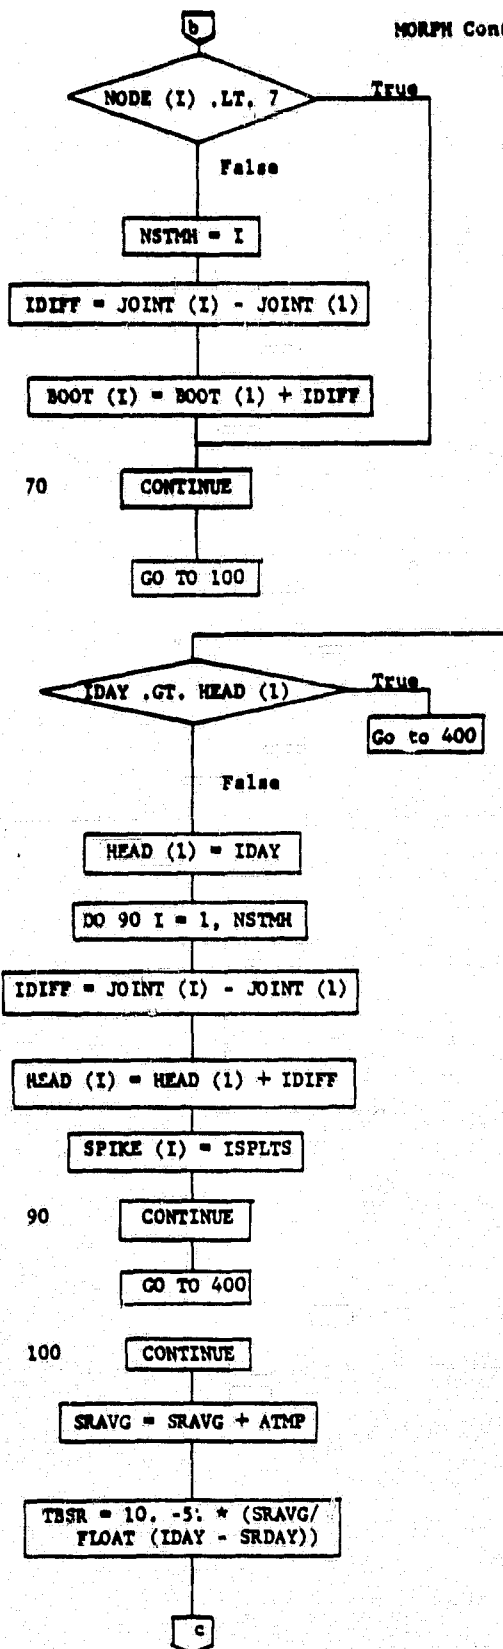 b
MORPH Cont
NODE (I) .LT. 7
True
False
NSTMH = I
IDIFF = JOINT (I) - JOINT (1)
BOOT (I) = BOOT (1) + IDIFF
70
CONTINUE
GO TO 100
IDAY .GT. HEAD (1)
True
Go to 400
False
HEAD (1) = IDAY
DO 90 I = 1, NSTMH
IDIFF = JOINT (I) - JOINT (1)
HEAD (I) = HEAD (1) + IDIFF
SPIKE (I) = ISPLTS
90
CONTINUE
GO TO 400
100
CONTINUE
SRAVG = SRAVG + ATMP
TBSR = 10. -5. * (SRAVG/
FLOAT (IDAY - SRDAY))
c